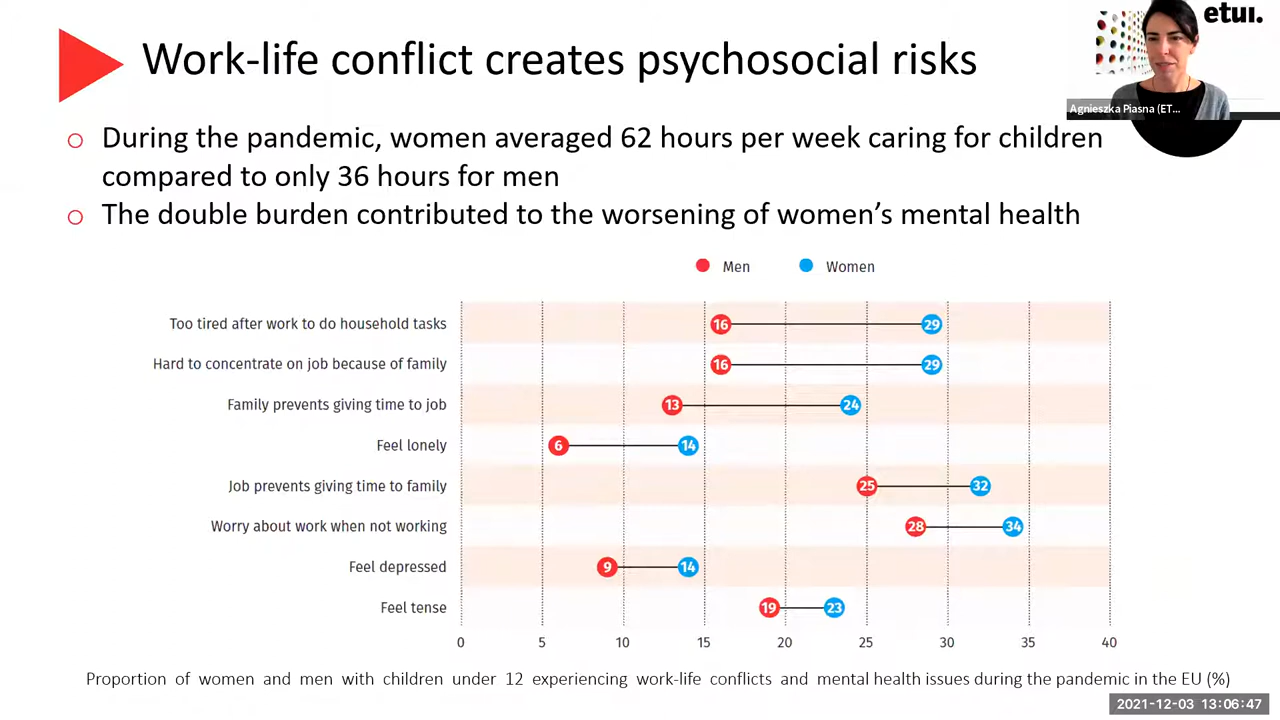 Work-life conflict creates psychosocial risks
etui.
Agnieszka Piasna (ET...
During the pandemic, women averaged 62 hours per week caring for children
compared to only 36 hours for men
The double burden contributed to the worsening of women's mental health
Men Women
Too tired after work to do household tasks 16 29
Hard to concentrate on job because of family 16 29
Family prevents giving time to job 13 24
Feel lonely 6 14
Job prevents giving time to family 25 32
Worry about work when not working 28 34
Feel depressed 9 14
Feel tense 19 23
0 5 10 15 20 25 30 35 40
Proportion of women and men with children under 12 experiencing work-life conflicts and mental health issues during the pandemic in the EU (%)
2021-12-03 13:06:47